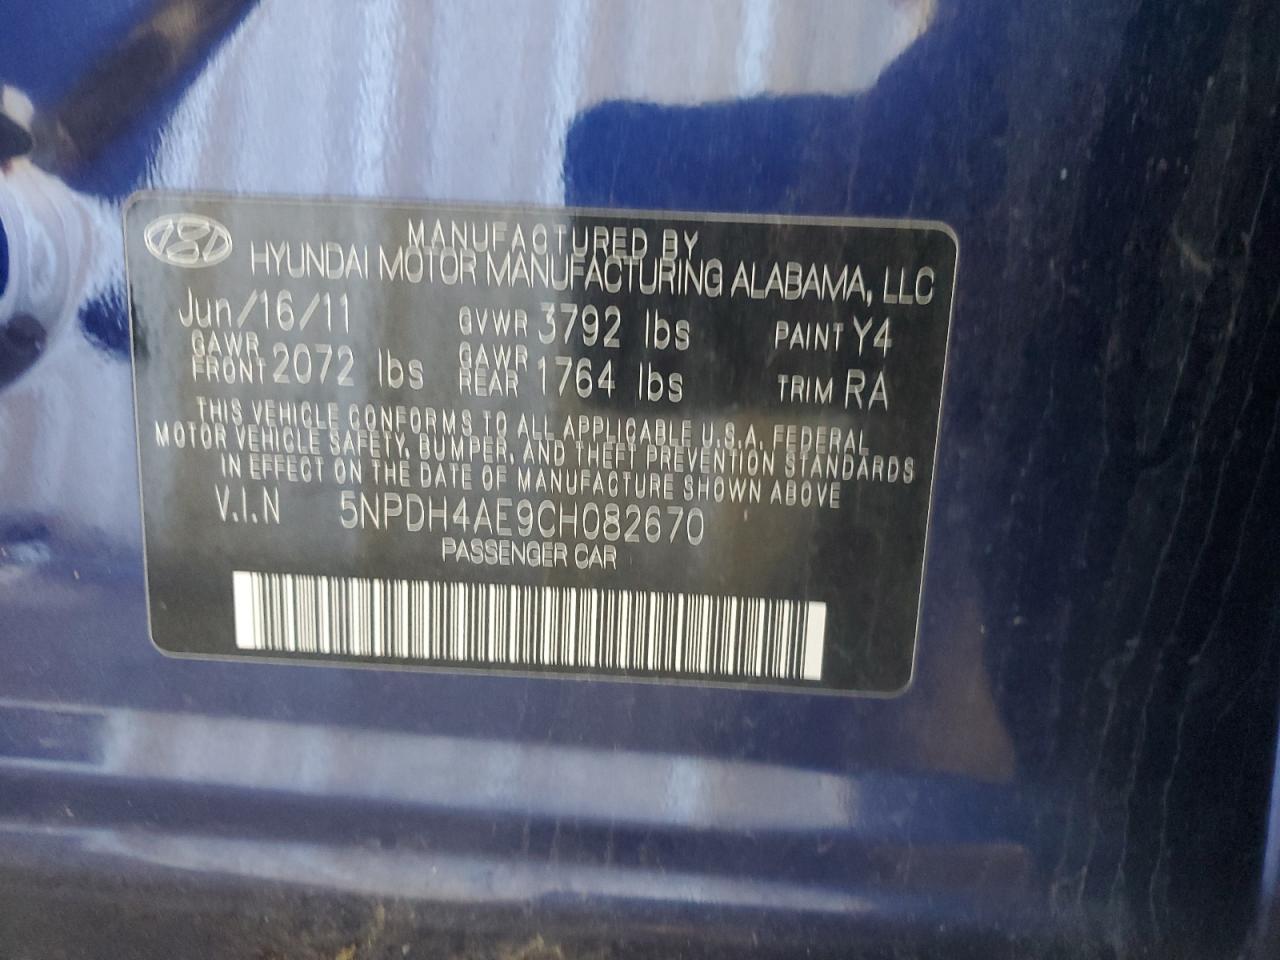 MANUFACTURED BY
HYUNDAI MOTOR MANUFACTURING ALABAMA, LLC
Jun/16/11 GVWR 3792 lbs PAINT Y4
GAWR FRONT 2072 lbs GAWR REAR 1764 lbs TRIM RA
THIS VEHICLE CONFORMS TO ALL APPLICABLE U.S.A. FEDERAL
MOTOR VEHICLE SAFETY, BUMPER, AND THEFT PREVENTION STANDARDS
IN EFFECT ON THE DATE OF MANUFACTURE SHOWN ABOVE
V.I.N 5NPDH4AE9CH082670
PASSENGER CAR